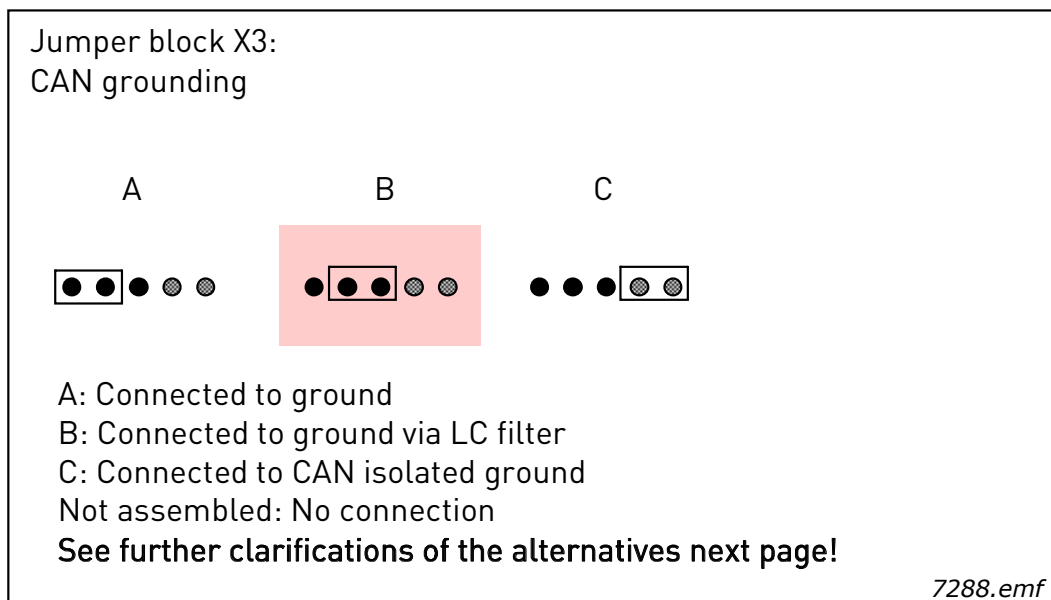 Jumper block X3:
CAN grounding
A B C
A: Connected to ground
B: Connected to ground via LC filter
C: Connected to CAN isolated ground
Not assembled: No connection
See further clarifications of the alternatives next page!
7288.emf